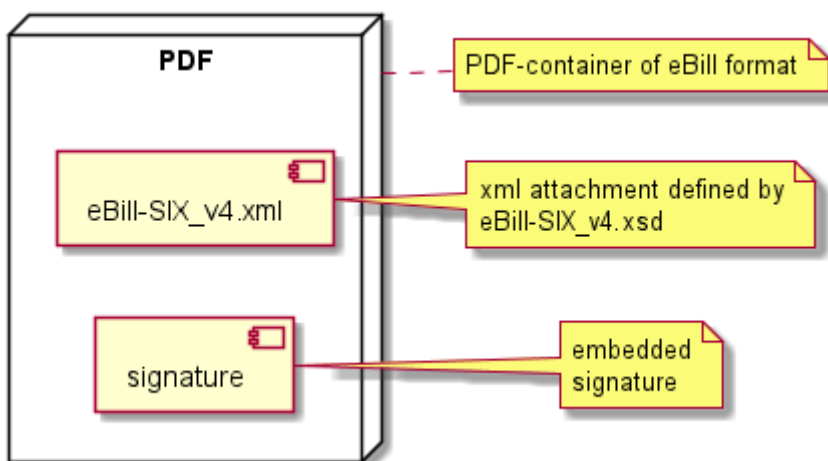 PDF
PDF-container of eBill format
eBill-SIX_v4.xml
xml attachment defined by
eBill-SIX_v4.xsd
signature
embedded
signature